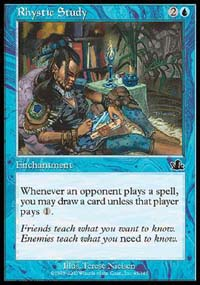 Rhystic Study
Enchantment
Whenever an opponent plays a spell,
you may draw a card unless that player
pays 1.
Friends teach what you want to know.
Enemies teach what you need to know.
Illus. Terese Nielsen